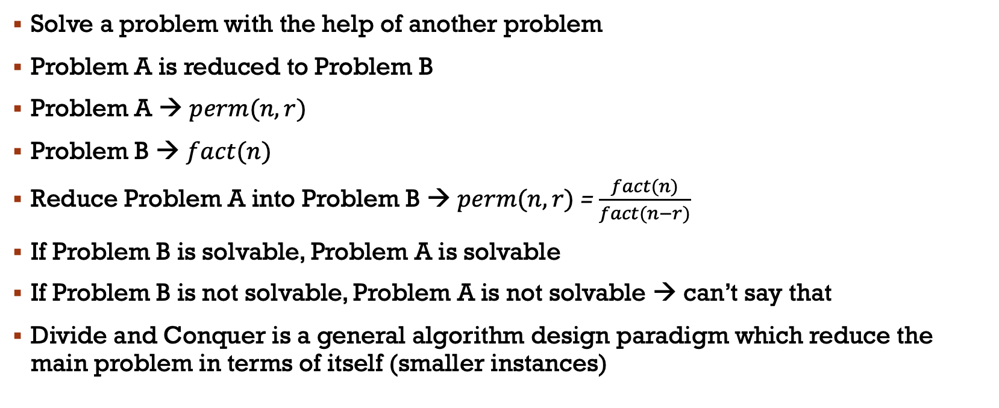 ▪ Solve a problem with the help of another problem
▪ Problem A is reduced to Problem B
▪ Problem A → perm(n, r)
▪ Problem B → fact(n)
▪ Reduce Problem A into Problem B → perm(n, r) = fact(n) / fact(n−r)
▪ If Problem B is solvable, Problem A is solvable
▪ If Problem B is not solvable, Problem A is not solvable → can't say that
▪ Divide and Conquer is a general algorithm design paradigm which reduce the
main problem in terms of itself (smaller instances)